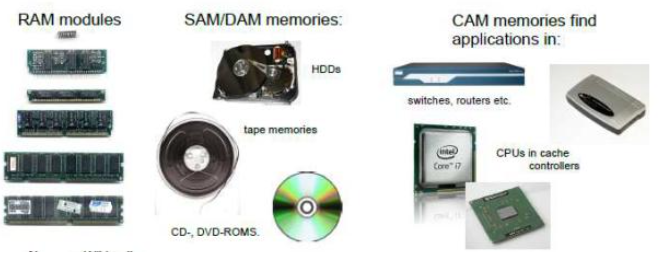 RAM modules
SAM/DAM memories:
HDDs
tape memories
CD-, DVD-ROMS.
CAM memories find
applications in:
switches, routers etc.
intel
Core™ i7
CPUs in cache
controllers